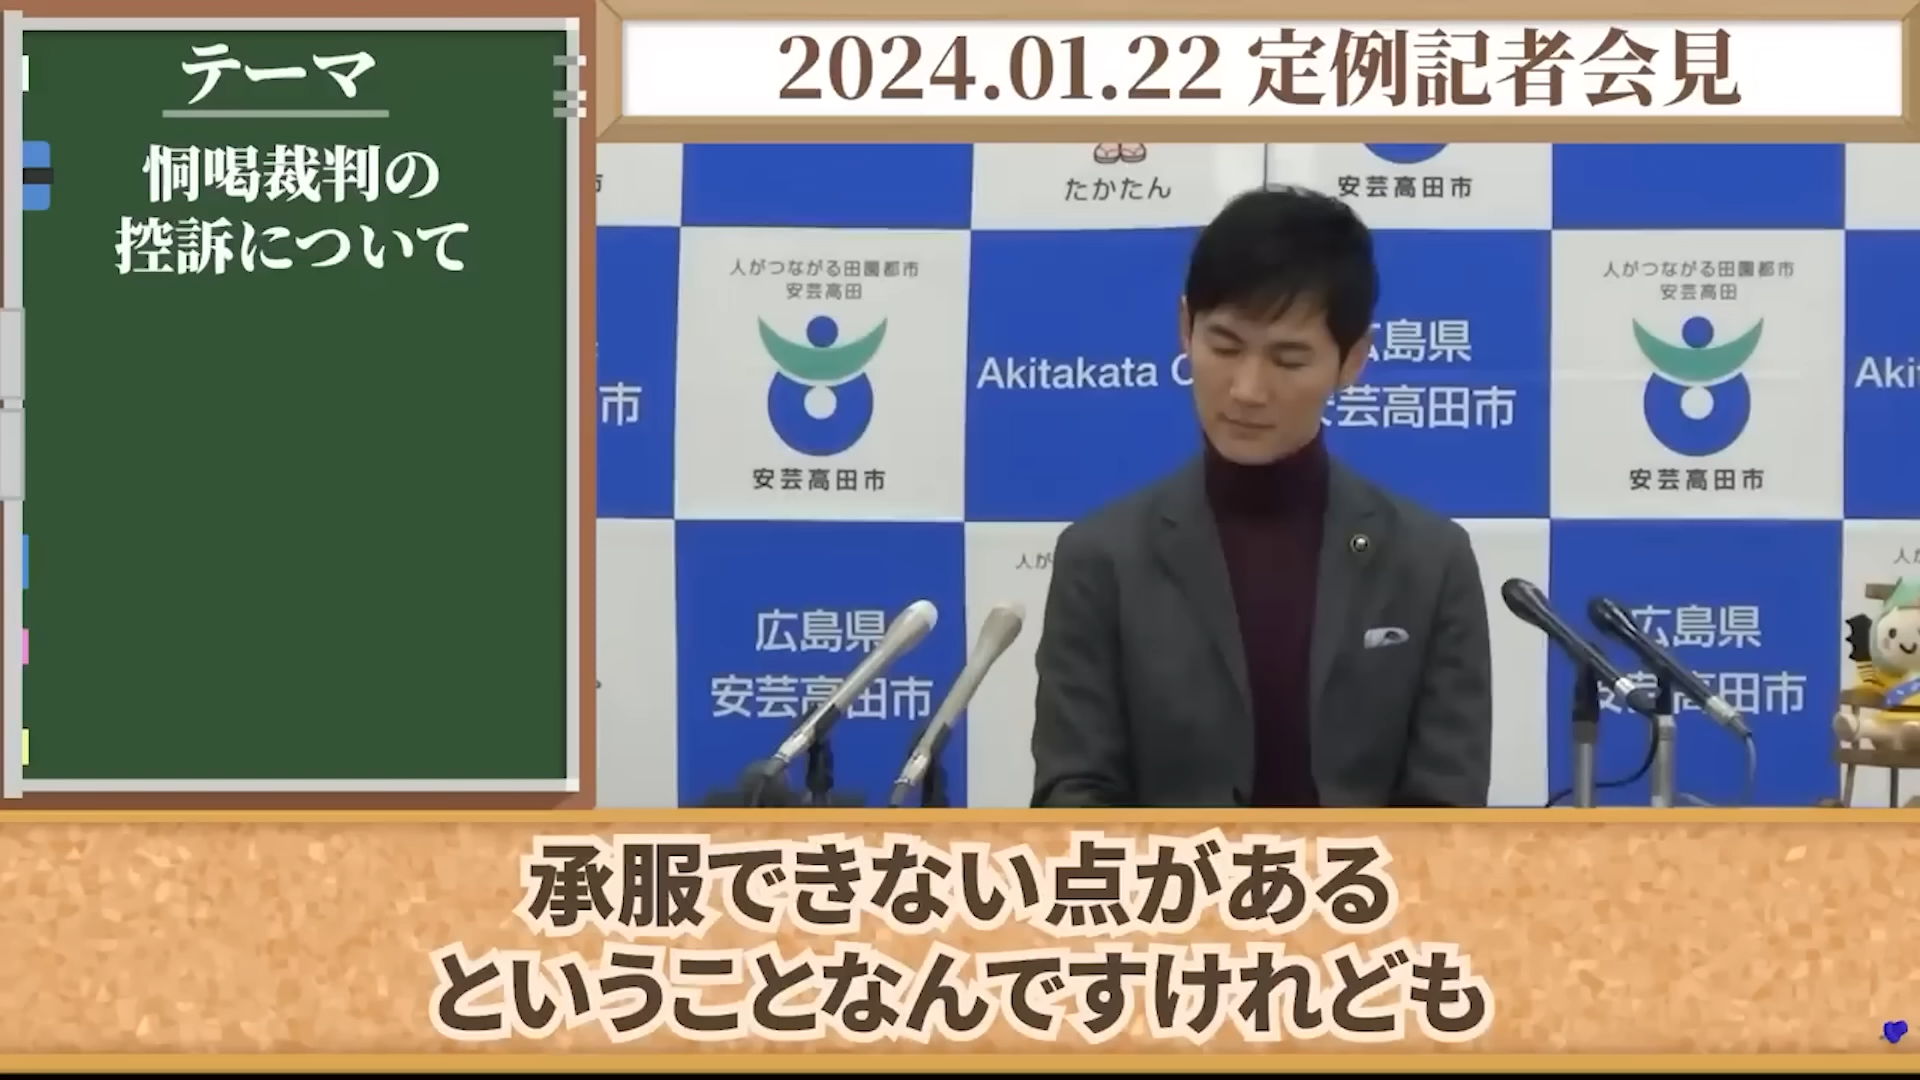 テーマ
恫喝裁判の
控訴について
2024.01.22 定例記者会見
たかたん
安芸高田市
人がつながる田園都市
安芸高田
安芸高田市
市
Akitakata
広島県
安芸高田市
人がつながる田園都市
安芸高田
安芸高田市
Aki
人が
広島県
安芸高田市
広島県
安芸高田市
承服できない点がある
ということなんですけれども